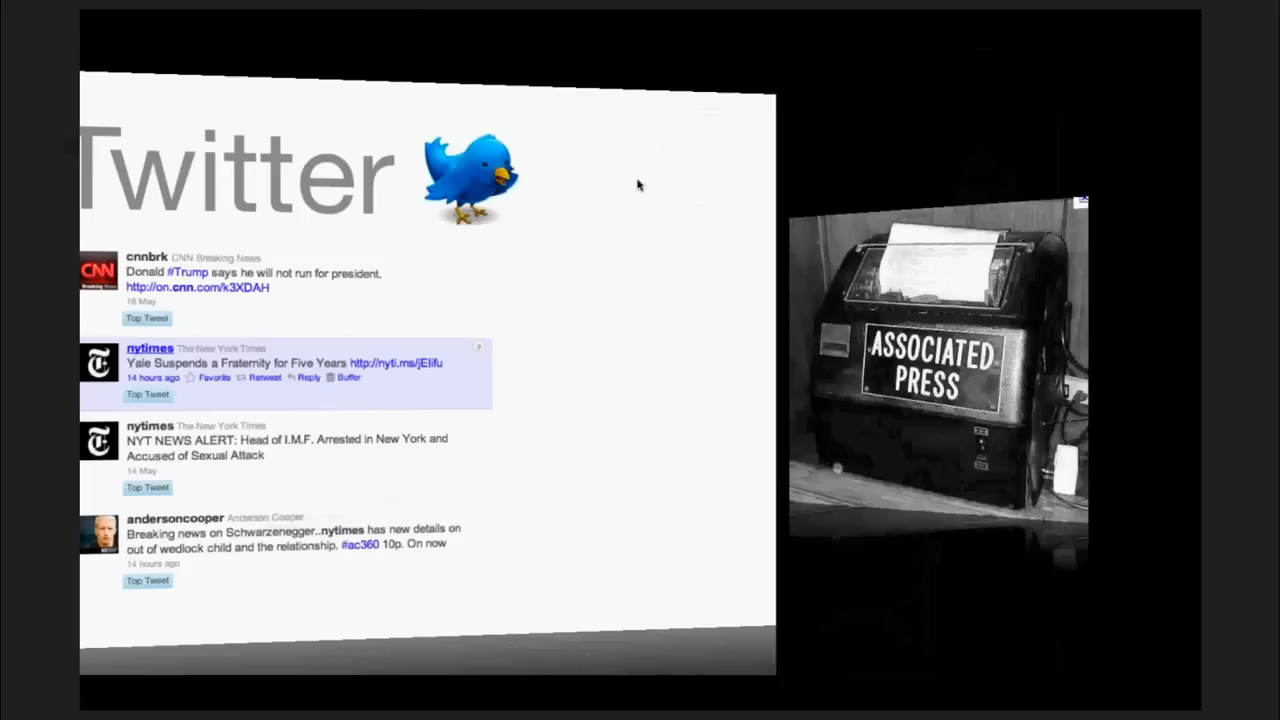 Twitter
CNN
Breaking News
cnnbrk CNN Breaking News
Donald #Trump says he will not run for president.
http://on.cnn.com/k3XDAH
16 May
Top Tweet
T
nytimes The New York Times
Yale Suspends a Fraternity for Five Years http://nyti.ms/jEIifu
14 hours ago Favorite Retweet Reply Buffer
Top Tweet
T
nytimes The New York Times
NYT NEWS ALERT: Head of I.M.F. Arrested in New York and
Accused of Sexual Attack
14 May
Top Tweet
andersoncooper Anderson Cooper
Breaking news on Schwarzenegger..nytimes has new details on
out of wedlock child and the relationship. #ac360 10p. On now
14 hours ago
Top Tweet
ASSOCIATED
PRESS